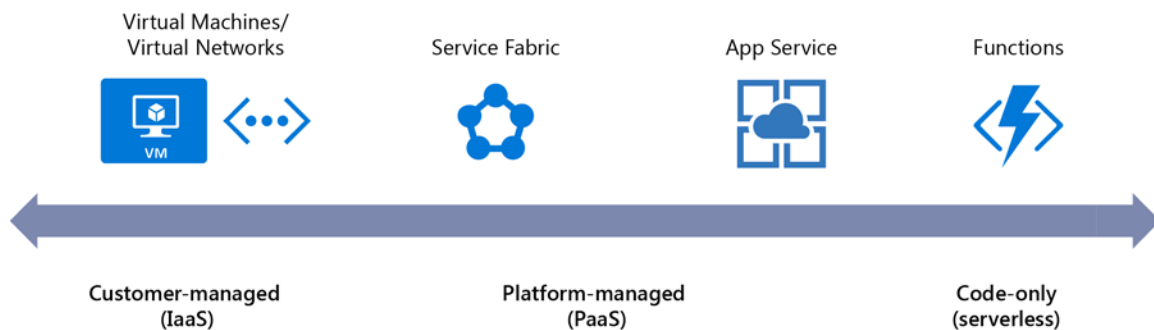 Virtual Machines/
Virtual Networks
Service Fabric
App Service
Functions
VM
Customer-managed
(IaaS)
Platform-managed
(PaaS)
Code-only
(serverless)